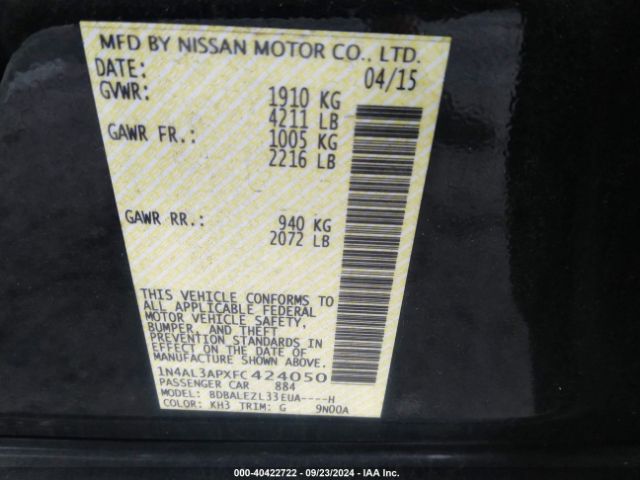 MFD BY NISSAN MOTOR CO., LTD.
DATE: 04/15
GVWR: 1910 KG
4211 LB
GAWR FR.: 1005 KG
2216 LB
GAWR RR.: 940 KG
2072 LB
THIS VEHICLE CONFORMS TO
ALL APPLICABLE FEDERAL
MOTOR VEHICLE SAFETY,
BUMPER, AND THEFT
PREVENTION STANDARDS IN
EFFECT ON THE DATE OF
MANUFACTURE SHOWN ABOVE.
1N4AL3APXFC424050
PASSENGER CAR 884
MODEL: BDBALEZL33EUA----H
COLOR: KH3 TRIM: G 9N00A
000-40422722 - 09/23/2024 - IAA Inc.